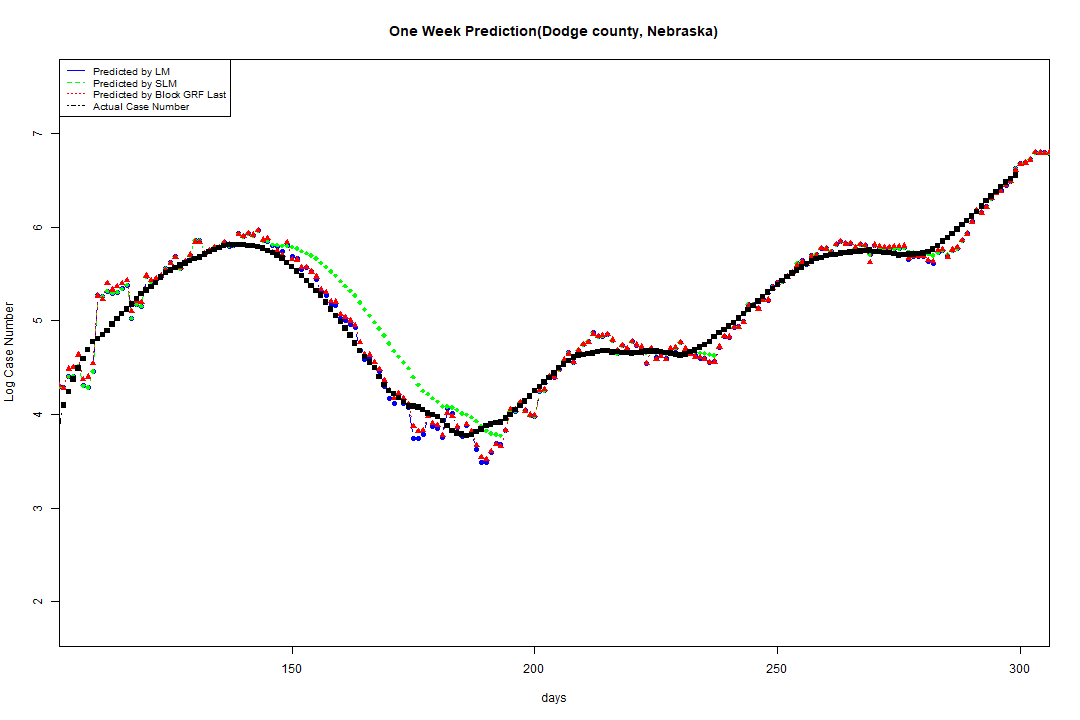 One Week Prediction(Dodge county, Nebraska)
Predicted by LM
Predicted by SLM
Predicted by Block GRF Last
Actual Case Number
7
6
5
4
3
2
Log Case Number
150
200
250
300
days